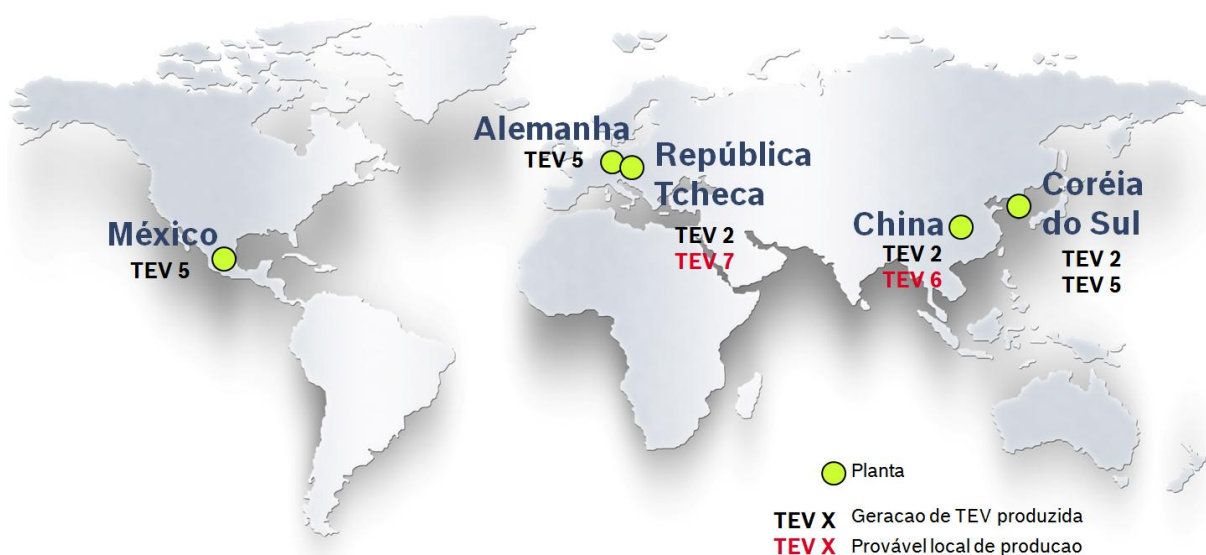 Alemanha
TEV 5
República
Tcheca
TEV 2
TEV 7
México
TEV 5
China
TEV 2
TEV 6
Coréia
do Sul
TEV 2
TEV 5
Planta
TEV X Geracao de TEV produzida
TEV X Provável local de producao